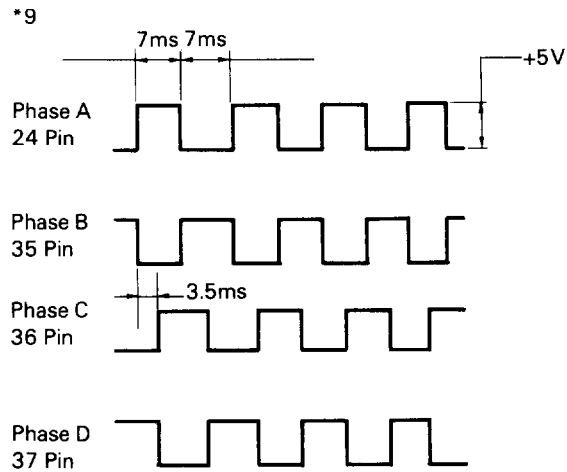 *9
7ms 7ms
+5V
Phase A
24 Pin
Phase B
35 Pin
3.5ms
Phase C
36 Pin
Phase D
37 Pin